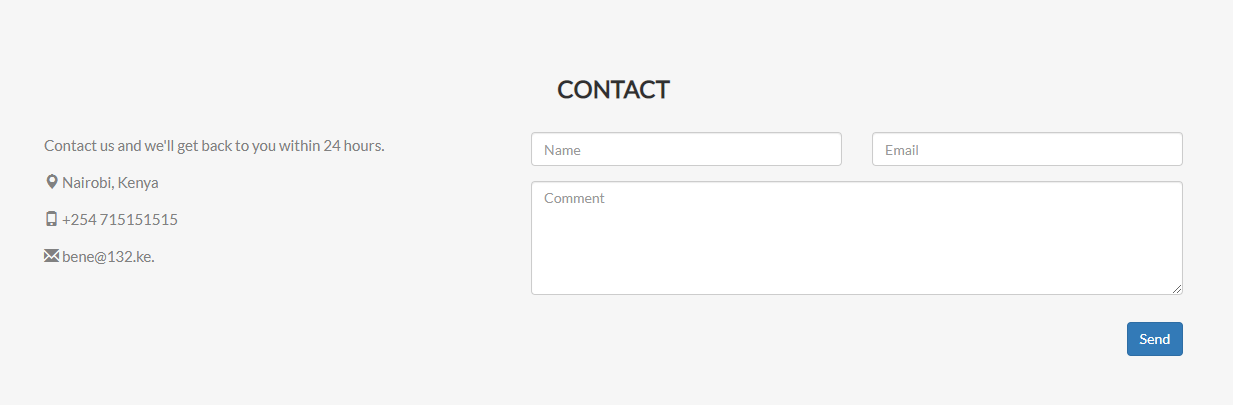 CONTACT
Contact us and we'll get back to you within 24 hours.
Nairobi, Kenya
+254 715151515
bene@132.ke.
Name
Email
Comment
Send